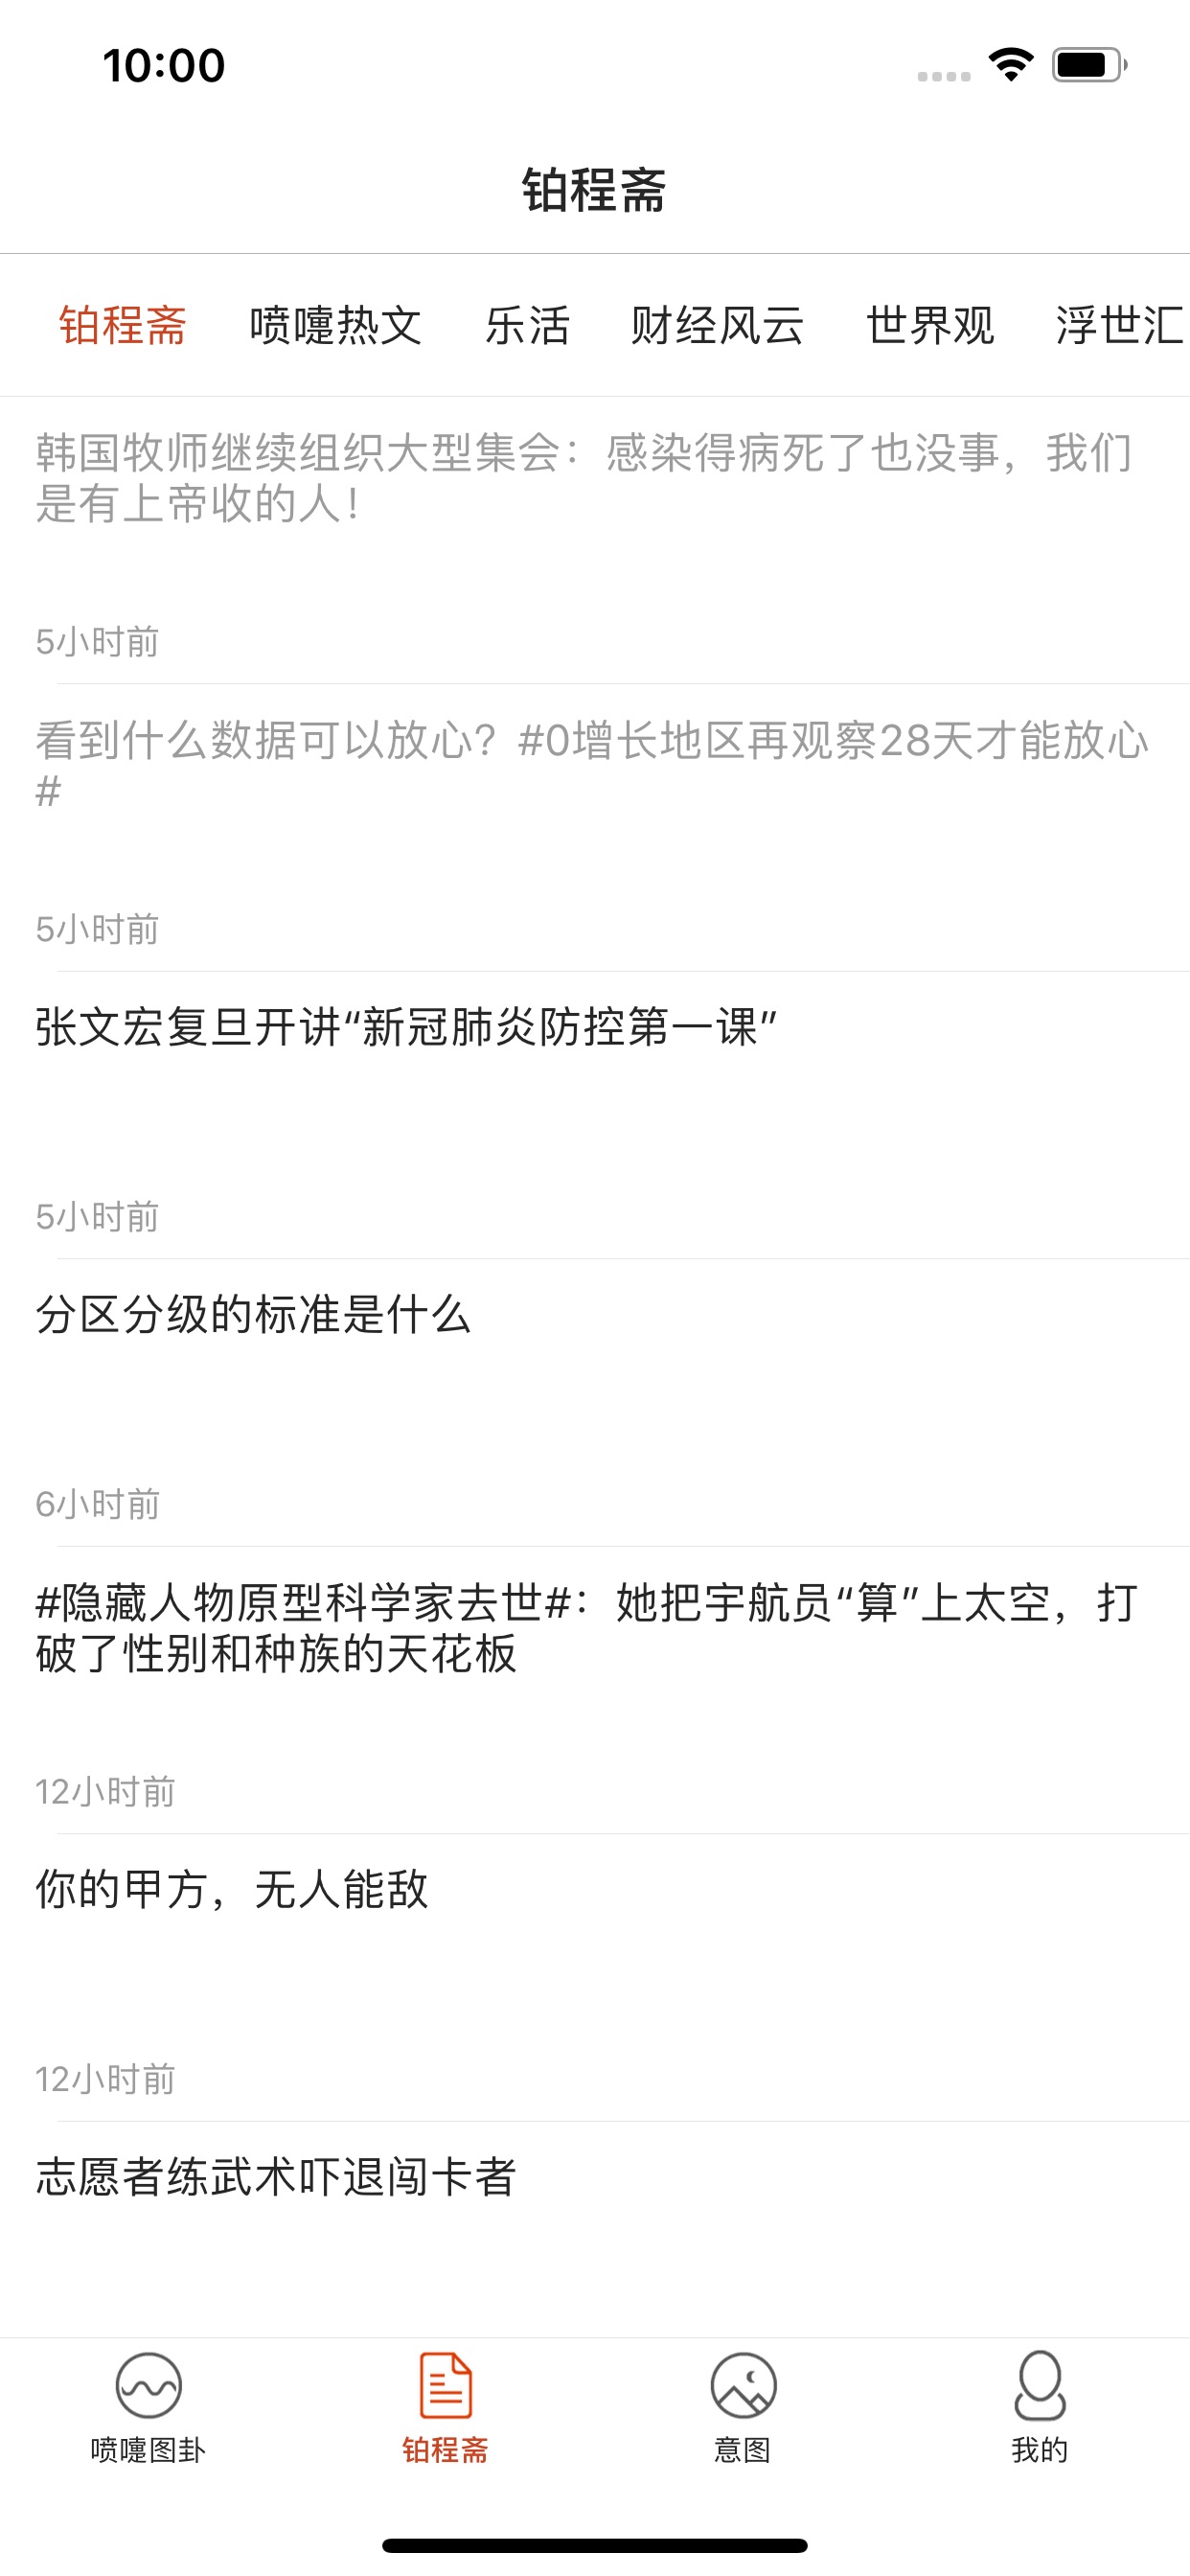 10:00
铂程斋
铂程斋 喷嚏热文 乐活 财经风云 世界观 浮世汇
韩国牧师继续组织大型集会：感染得病死了也没事，我们
是有上帝收的人！
5小时前
看到什么数据可以放心？#0增长地区再观察28天才能放心
#
5小时前
张文宏复旦开讲“新冠肺炎防控第一课”
5小时前
分区分级的标准是什么
6小时前
#隐藏人物原型科学家去世#：她把宇航员“算”上太空，打
破了性别和种族的天花板
12小时前
你的甲方，无人能敌
12小时前
志愿者练武术吓退闯卡者
喷嚏图卦 铂程斋 意图 我的